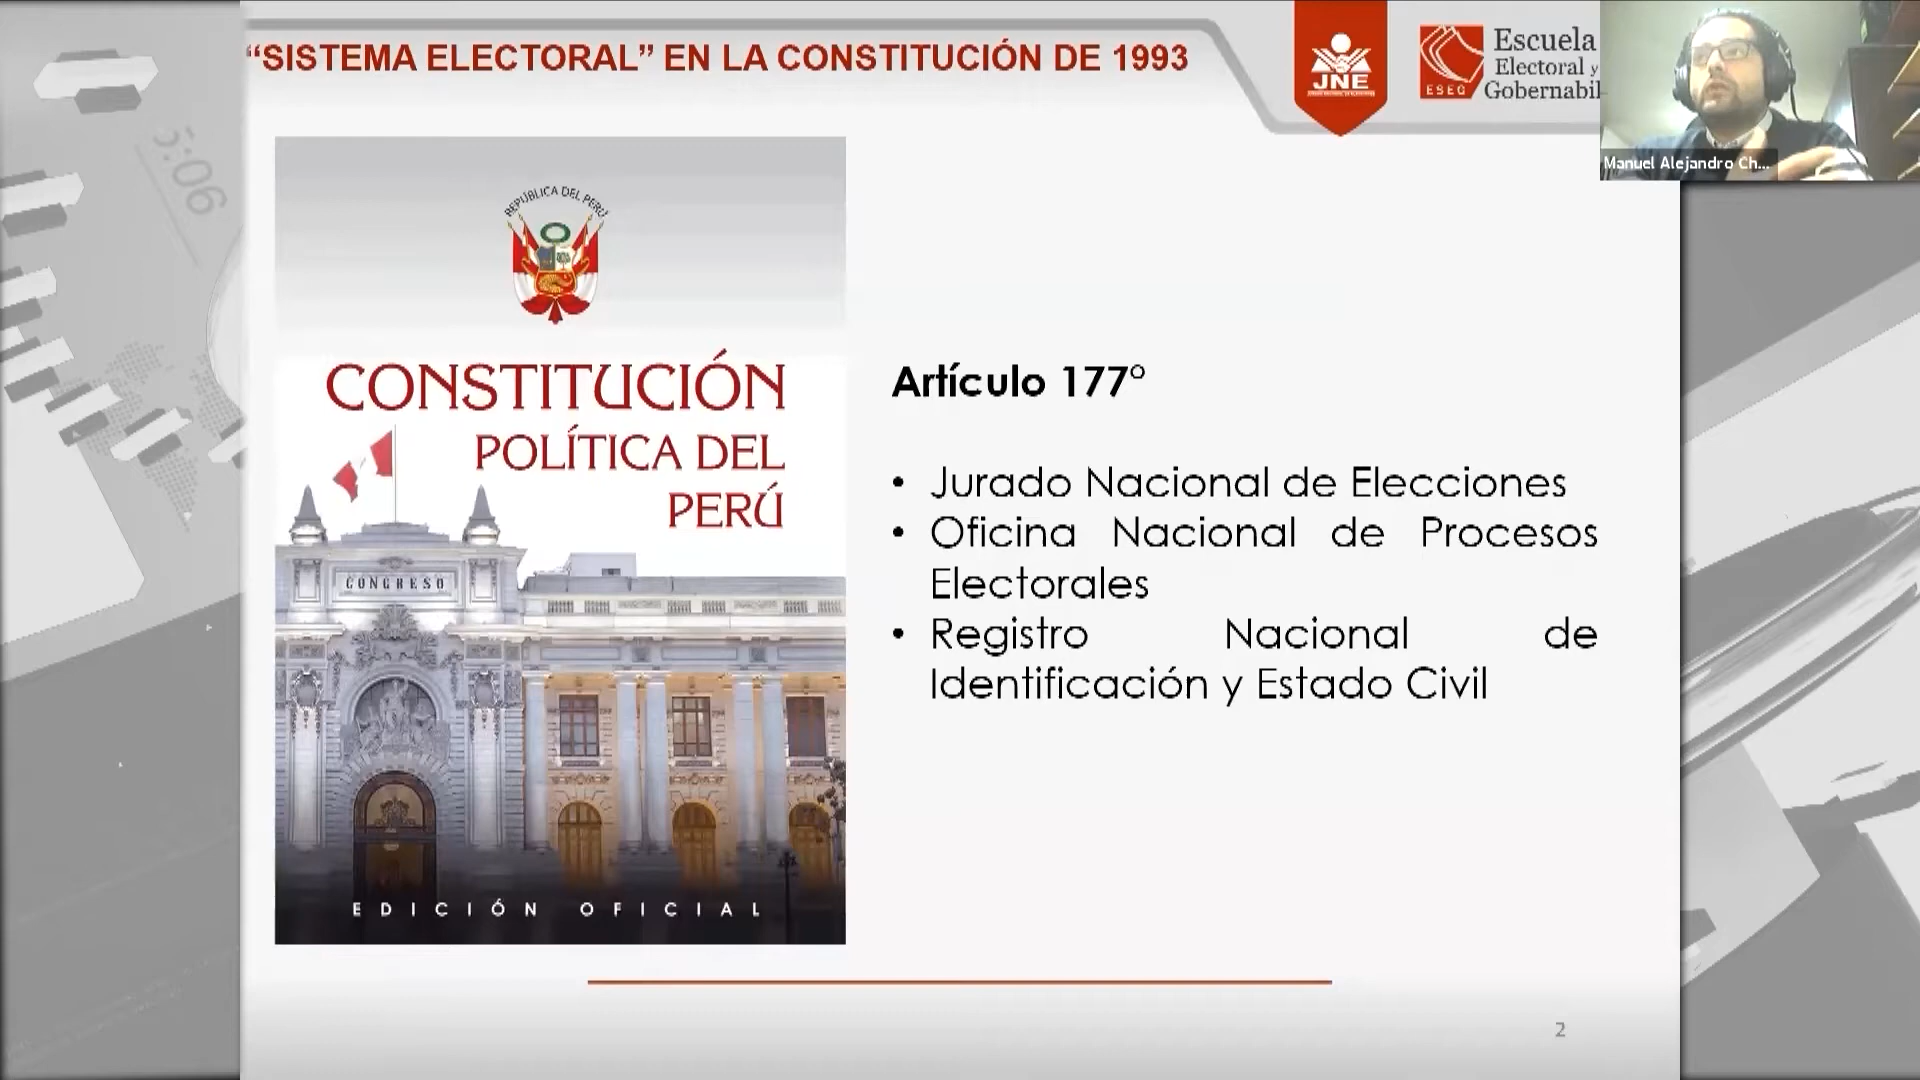 “SISTEMA ELECTORAL” EN LA CONSTITUCIÓN DE 1993
JNE
ESEG
Escuela
Electoral y
Gobernabil
Manuel Alejandro Ch...
5:06
REPÚBLICA DEL PERÚ
CONSTITUCIÓN
POLÍTICA DEL
PERÚ
CONGRESO
EDICIÓN OFICIAL
Artículo 177°
• Jurado Nacional de Elecciones
• Oficina Nacional de Procesos
Electorales
• Registro Nacional de
Identificación y Estado Civil
2